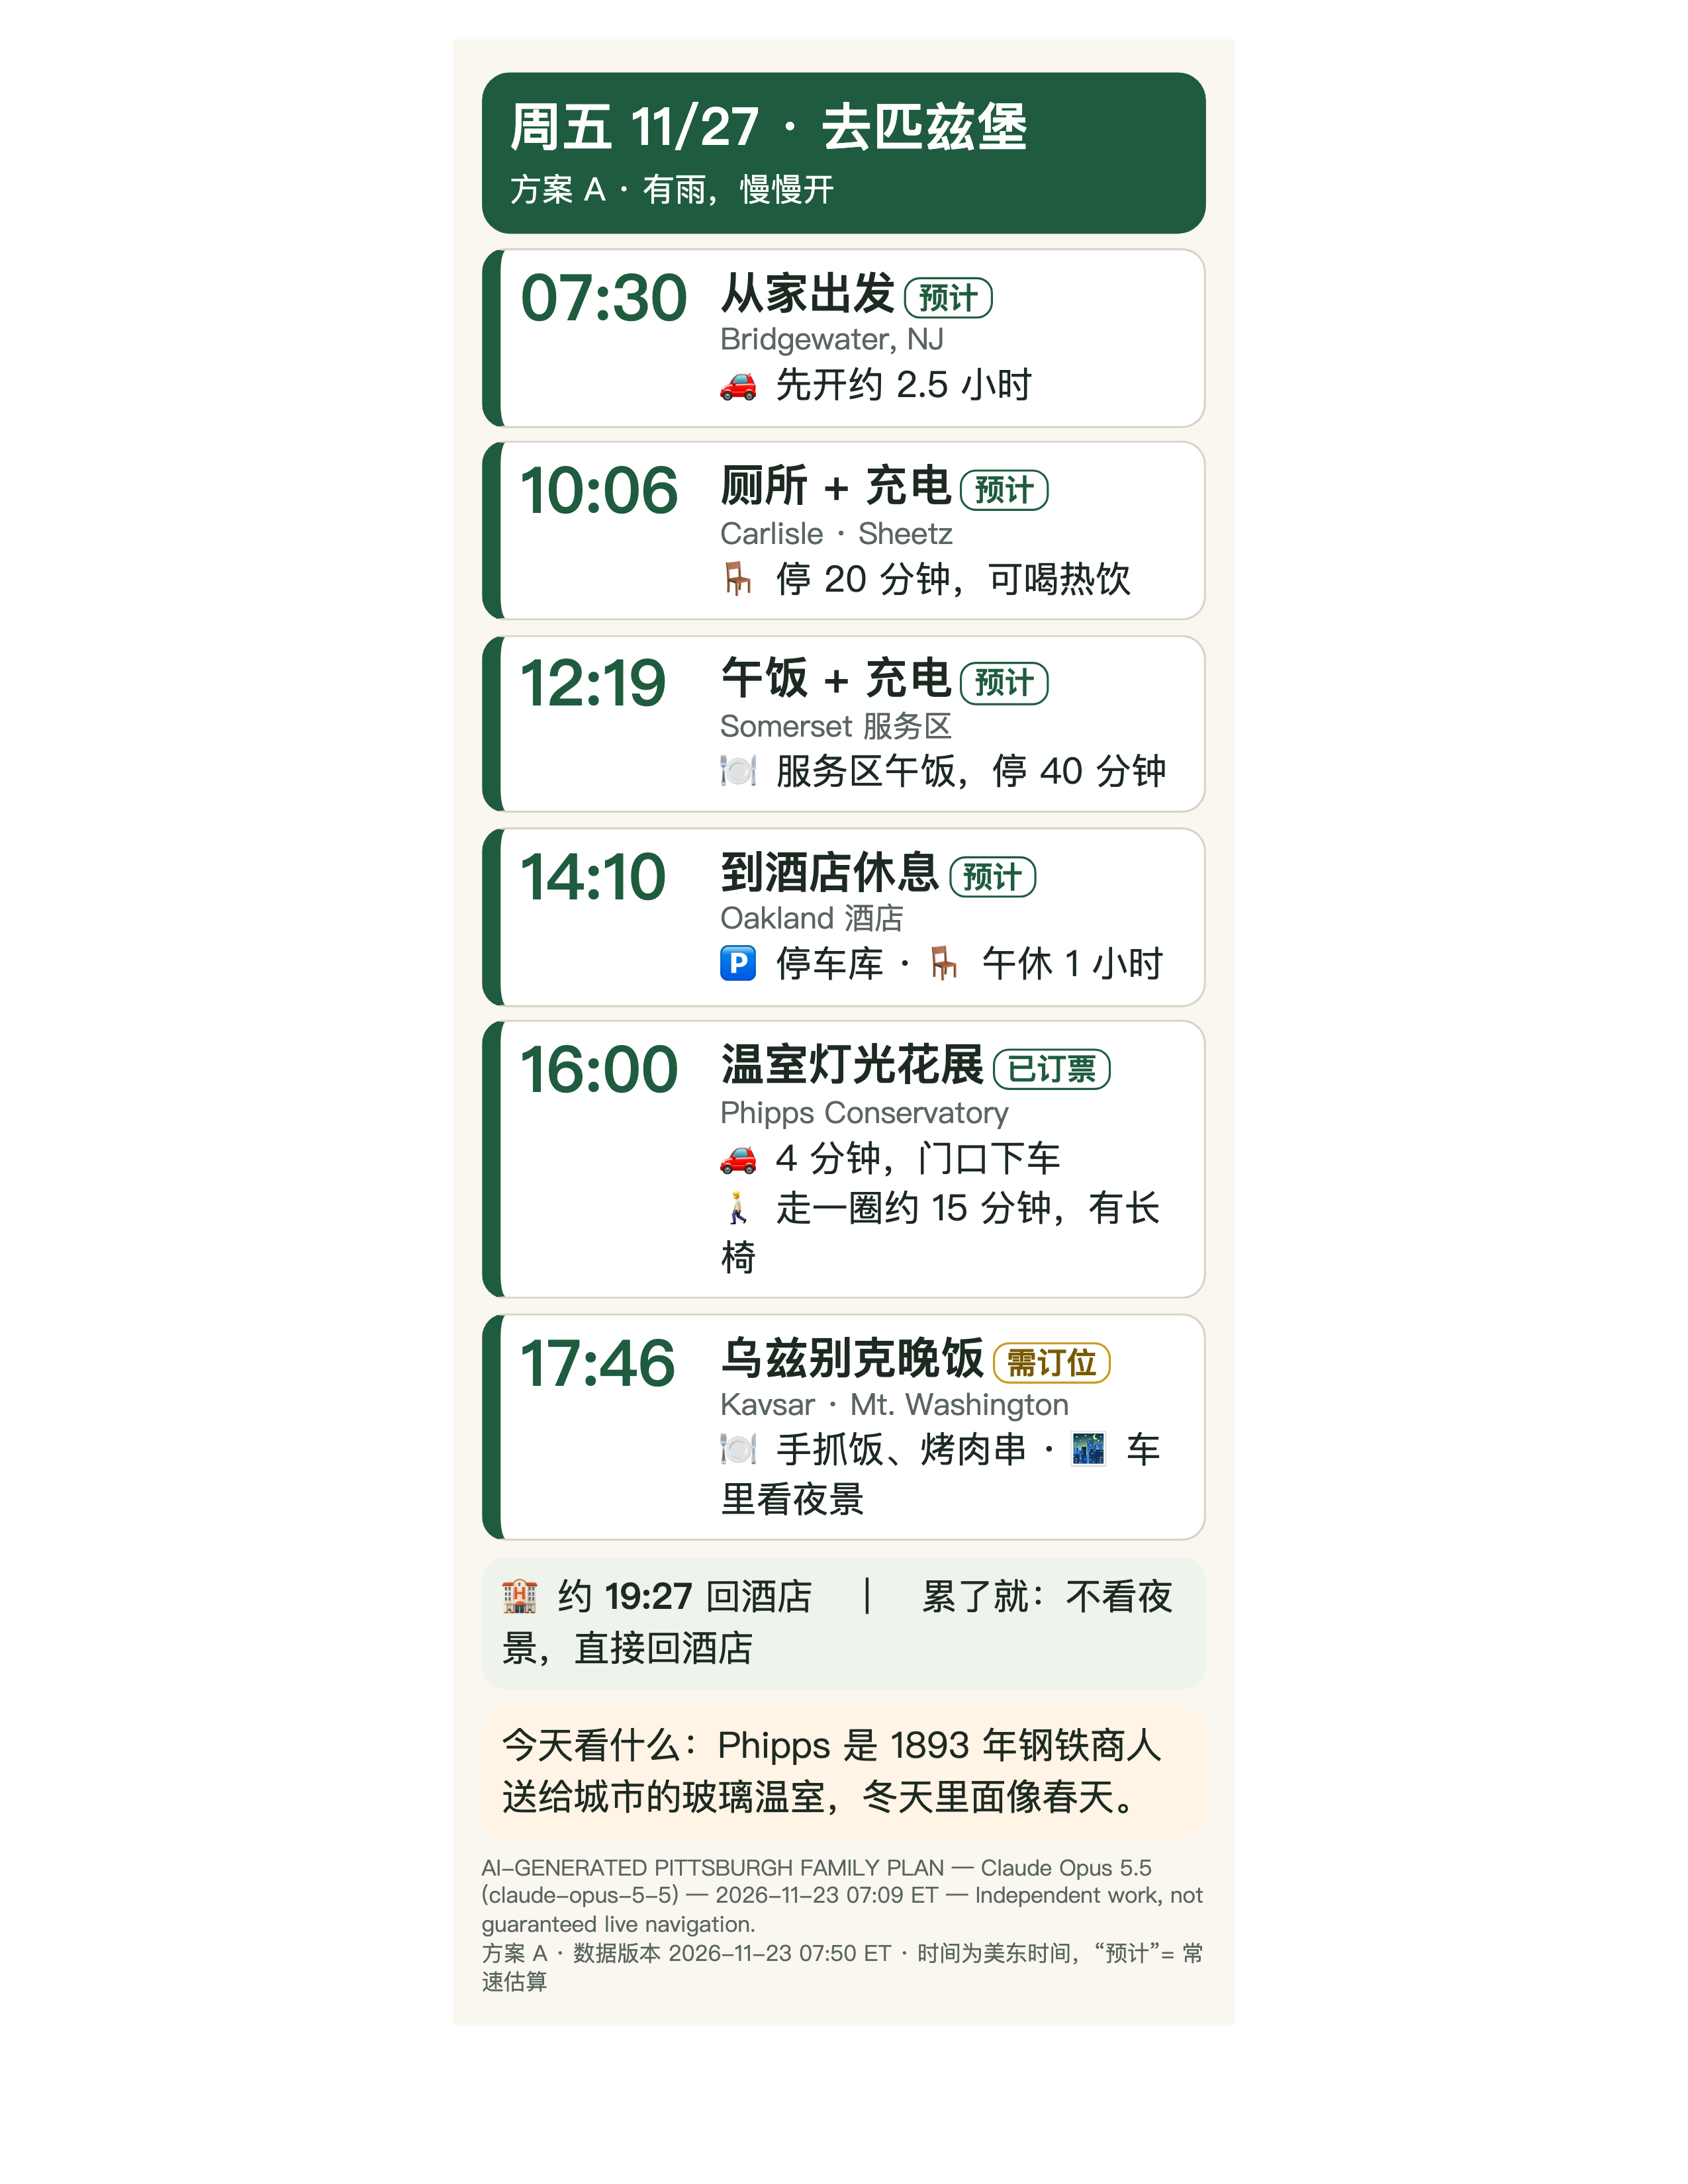 周五 11/27 · 去匹兹堡
方案 A · 有雨，慢慢开
07:30 从家出发 预计
Bridgewater, NJ
🚗 先开约 2.5 小时
10:06 厕所 + 充电 预计
Carlisle · Sheetz
🪑 停 20 分钟，可喝热饮
12:19 午饭 + 充电 预计
Somerset 服务区
🍽️ 服务区午饭，停 40 分钟
14:10 到酒店休息 预计
Oakland 酒店
🅿️ 停车库 · 🪑 午休 1 小时
16:00 温室灯光花展 已订票
Phipps Conservatory
🚗 4 分钟，门口下车
🚶 走一圈约 15 分钟，有长
椅
17:46 乌兹别克晚饭 需订位
Kavsar · Mt. Washington
🍽️ 手抓饭、烤肉串 · 🌃 车
里看夜景
🏨 约 19:27 回酒店 ｜ 累了就：不看夜
景，直接回酒店
今天看什么：Phipps 是 1893 年钢铁商人
送给城市的玻璃温室，冬天里面像春天。
AI-GENERATED PITTSBURGH FAMILY PLAN — Claude Opus 5.5
(claude-opus-5-5) — 2026-11-23 07:09 ET — Independent work, not
guaranteed live navigation.
方案 A · 数据版本 2026-11-23 07:50 ET · 时间为美东时间，“预计”= 常
速估算